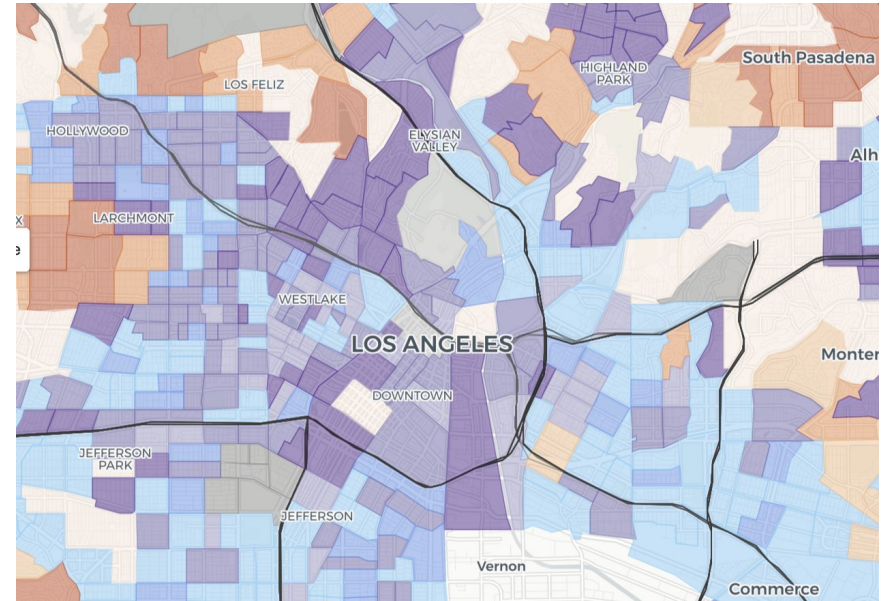 South Pasadena
HIGHLAND
PARK
LOS FELIZ
HOLLYWOOD
ELYSIAN
VALLEY
Alh
LARCHMONT
X
e
WESTLAKE
LOS ANGELES
Monter
DOWNTOWN
JEFFERSON
PARK
JEFFERSON
Vernon
Commerce